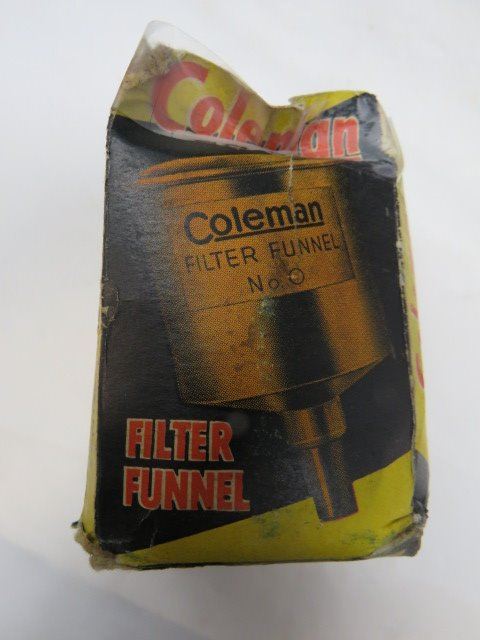 Coleman
Coleman
FILTER FUNNEL
No. 0
FILTER
FUNNEL